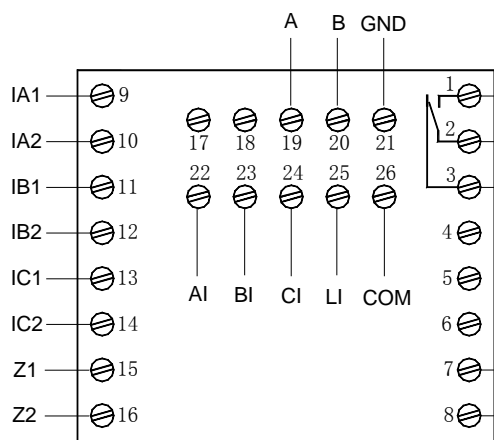 A B GND
IA1 9 1
17 18 19 20 21
IA2 10 2
22 23 24 25 26
IB1 11 3
IB2 12 4
IC1 13 5
AI BI CI LI COM
IC2 14 6
Z1 15 7
Z2 16 8